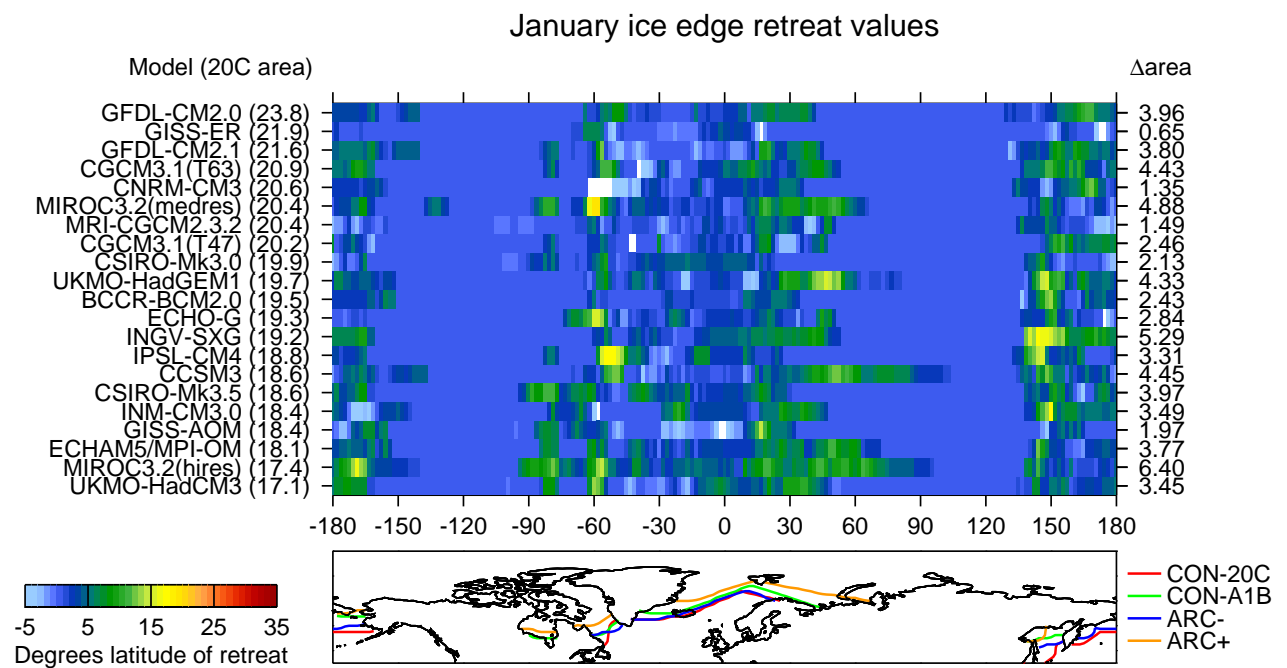 January ice edge retreat values
Model (20C area) Δarea
GFDL-CM2.0 (23.8) 3.96
GISS-ER (21.9) 0.65
GFDL-CM2.1 (21.6) 3.80
CGCM3.1(T63) (20.9) 4.43
CNRM-CM3 (20.6) 1.35
MIROC3.2(medres) (20.4) 4.88
MRI-CGCM2.3.2 (20.4) 1.49
CGCM3.1(T47) (20.2) 2.46
CSIRO-Mk3.0 (19.9) 2.13
UKMO-HadGEM1 (19.7) 4.33
BCCR-BCM2.0 (19.5) 2.43
ECHO-G (19.3) 2.84
INGV-SXG (19.2) 5.29
IPSL-CM4 (18.8) 3.31
CCSM3 (18.6) 4.45
CSIRO-Mk3.5 (18.6) 3.97
INM-CM3.0 (18.4) 3.49
GISS-AOM (18.4) 1.97
ECHAM5/MPI-OM (18.1) 3.77
MIROC3.2(hires) (17.4) 6.40
UKMO-HadCM3 (17.1) 3.45
-180 -150 -120 -90 -60 -30 0 30 60 90 120 150 180
CON-20C
CON-A1B
ARC-
ARC+
-5 5 15 25 35
Degrees latitude of retreat